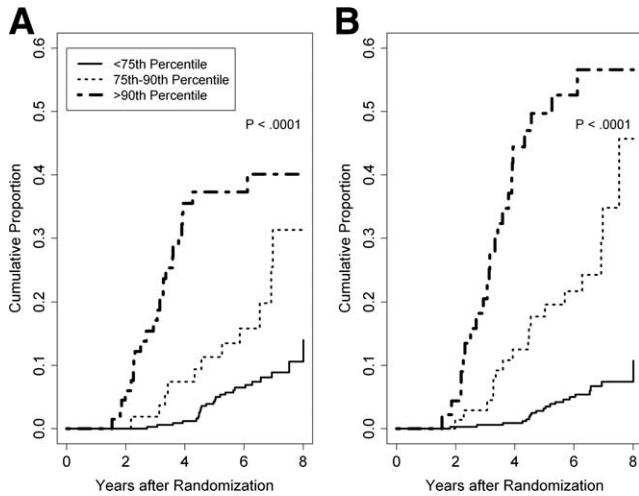 A
B
<75th Percentile
75th-90th Percentile
>90th Percentile
P < .0001
P < .0001
Cumulative Proportion
0.6
0.5
0.4
0.3
0.2
0.1
0.0
0 2 4 6 8
Years after Randomization
Cumulative Proportion
0.6
0.5
0.4
0.3
0.2
0.1
0.0
0 2 4 6 8
Years after Randomization